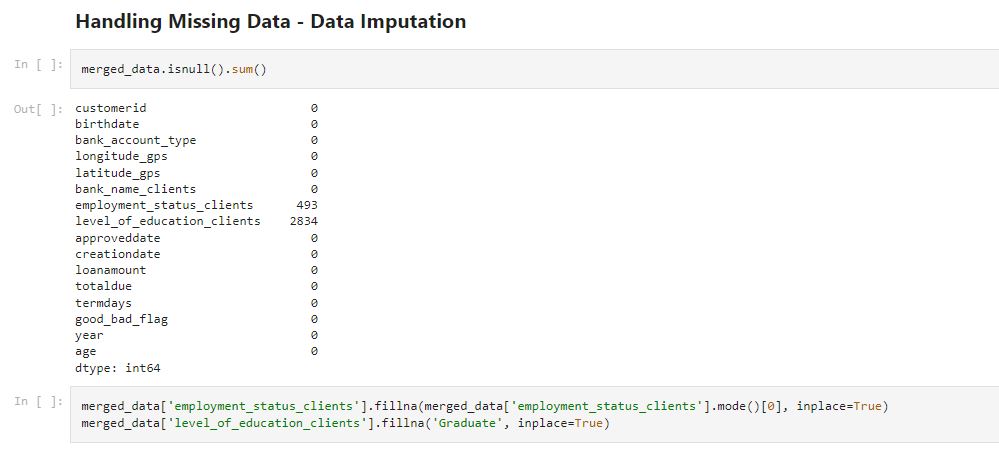 Handling Missing Data - Data Imputation
In [ ]: merged_data.isnull().sum()
Out[ ]: customerid 0
birthdate 0
bank_account_type 0
longitude_gps 0
latitude_gps 0
bank_name_clients 0
employment_status_clients 493
level_of_education_clients 2834
approveddate 0
creationdate 0
loanamount 0
totaldue 0
termdays 0
good_bad_flag 0
year 0
age 0
dtype: int64
In [ ]: merged_data['employment_status_clients'].fillna(merged_data['employment_status_clients'].mode()[0], inplace=True)
merged_data['level_of_education_clients'].fillna('Graduate', inplace=True)